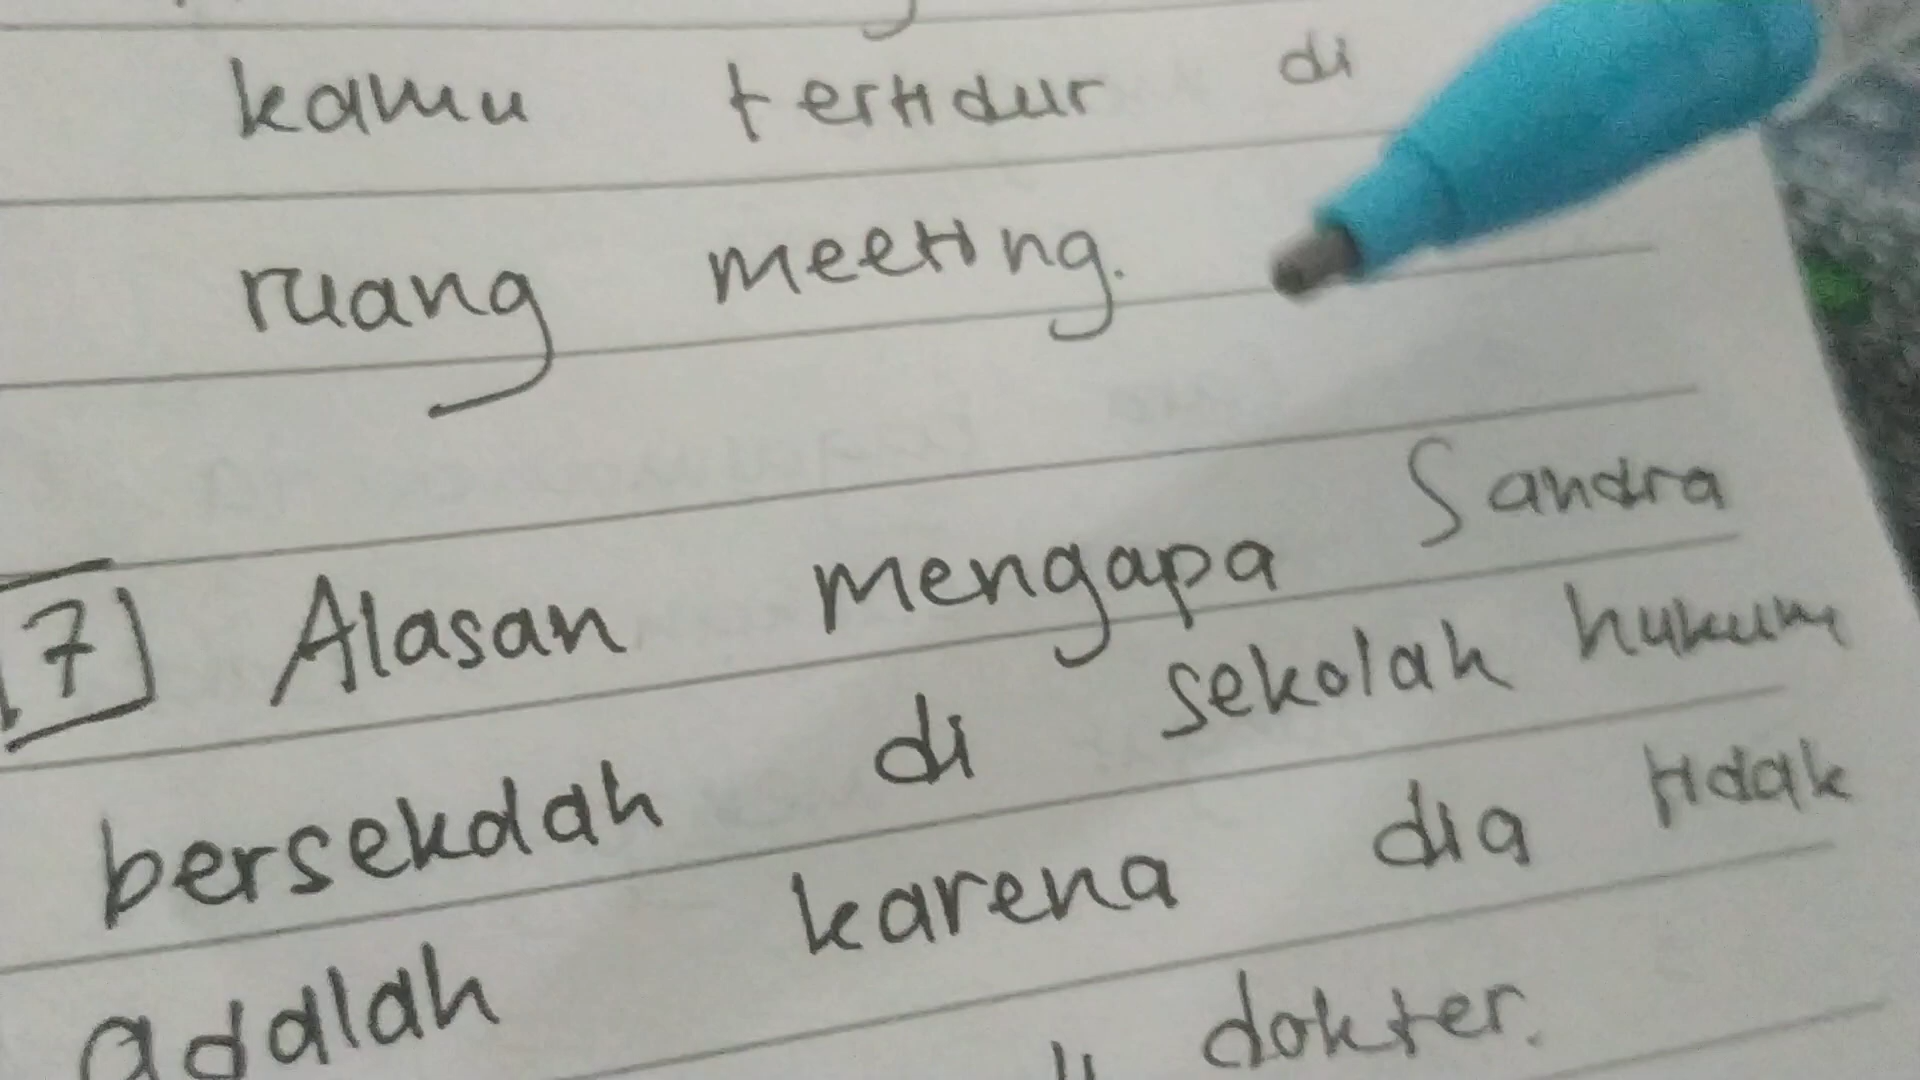 kamu tertidur di
ruang meeting.
7 Alasan mengapa Sandra
bersekolah di sekolah hukum
adalah karena dia tidak
dokter.